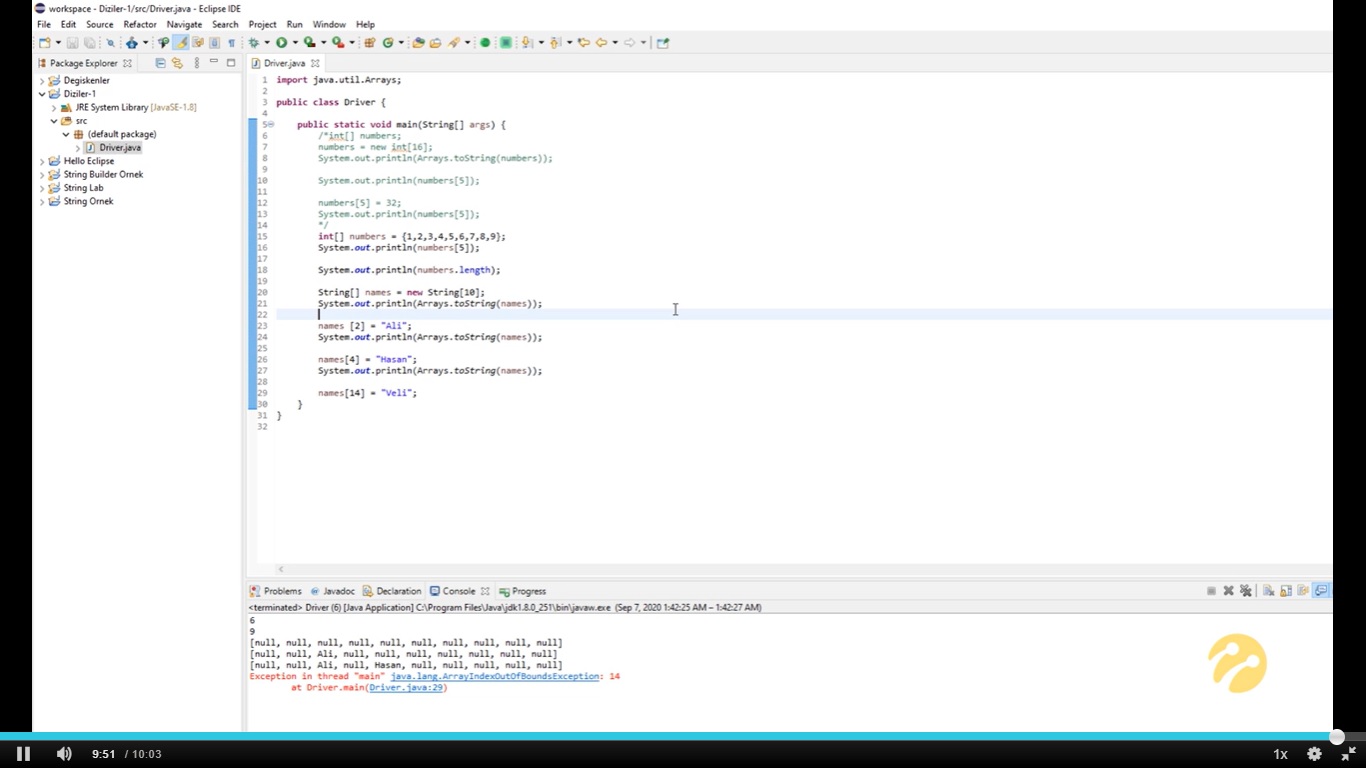 workspace - Diziler-1/src/Driver.java - Eclipse IDE
File Edit Source Refactor Navigate Search Project Run Window Help
Package Explorer
Degiskenler
Diziler-1
JRE System Library [JavaSE-1.8]
src
(default package)
Driver.java
Hello Eclipse
String Builder Ornek
String Lab
String Ornek
Driver.java
1 import java.util.Arrays;
2
3 public class Driver {
4
5 public static void main(String[] args) {
6 /*int[] numbers;
7 numbers = new int[16];
8 System.out.println(Arrays.toString(numbers));
9
10 System.out.println(numbers[5]);
11
12 numbers[5] = 32;
13 System.out.println(numbers[5]);
14 */
15 int[] numbers = {1,2,3,4,5,6,7,8,9};
16 System.out.println(numbers[5]);
17
18 System.out.println(numbers.length);
19
20 String[] names = new String[10];
21 System.out.println(Arrays.toString(names));
22
23 names [2] = "Ali";
24 System.out.println(Arrays.toString(names));
25
26 names[4] = "Hasan";
27 System.out.println(Arrays.toString(names));
28
29 names[14] = "Veli";
30 }
31 }
32
Problems Javadoc Declaration Console Progress
<terminated> Driver (6) [Java Application] C:\Program Files\Java\jdk1.8.0_251\bin\javaw.exe (Sep 7, 2020 1:42:25 AM – 1:42:27 AM)
6
9
[null, null, null, null, null, null, null, null, null, null]
[null, null, Ali, null, null, null, null, null, null, null]
[null, null, Ali, null, Hasan, null, null, null, null, null]
Exception in thread "main" java.lang.ArrayIndexOutOfBoundsException: 14
at Driver.main(Driver.java:29)
9:51 / 10:03 1x